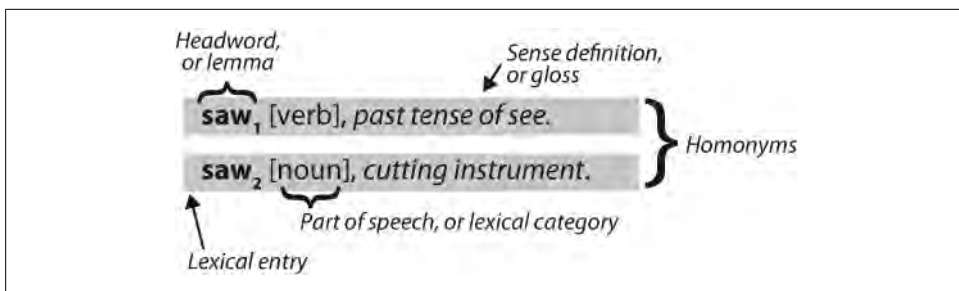 Headword,
or lemma
Sense definition,
or gloss
saw1 [verb], past tense of see.
Homonyms
saw2 [noun], cutting instrument.
Part of speech, or lexical category
Lexical entry